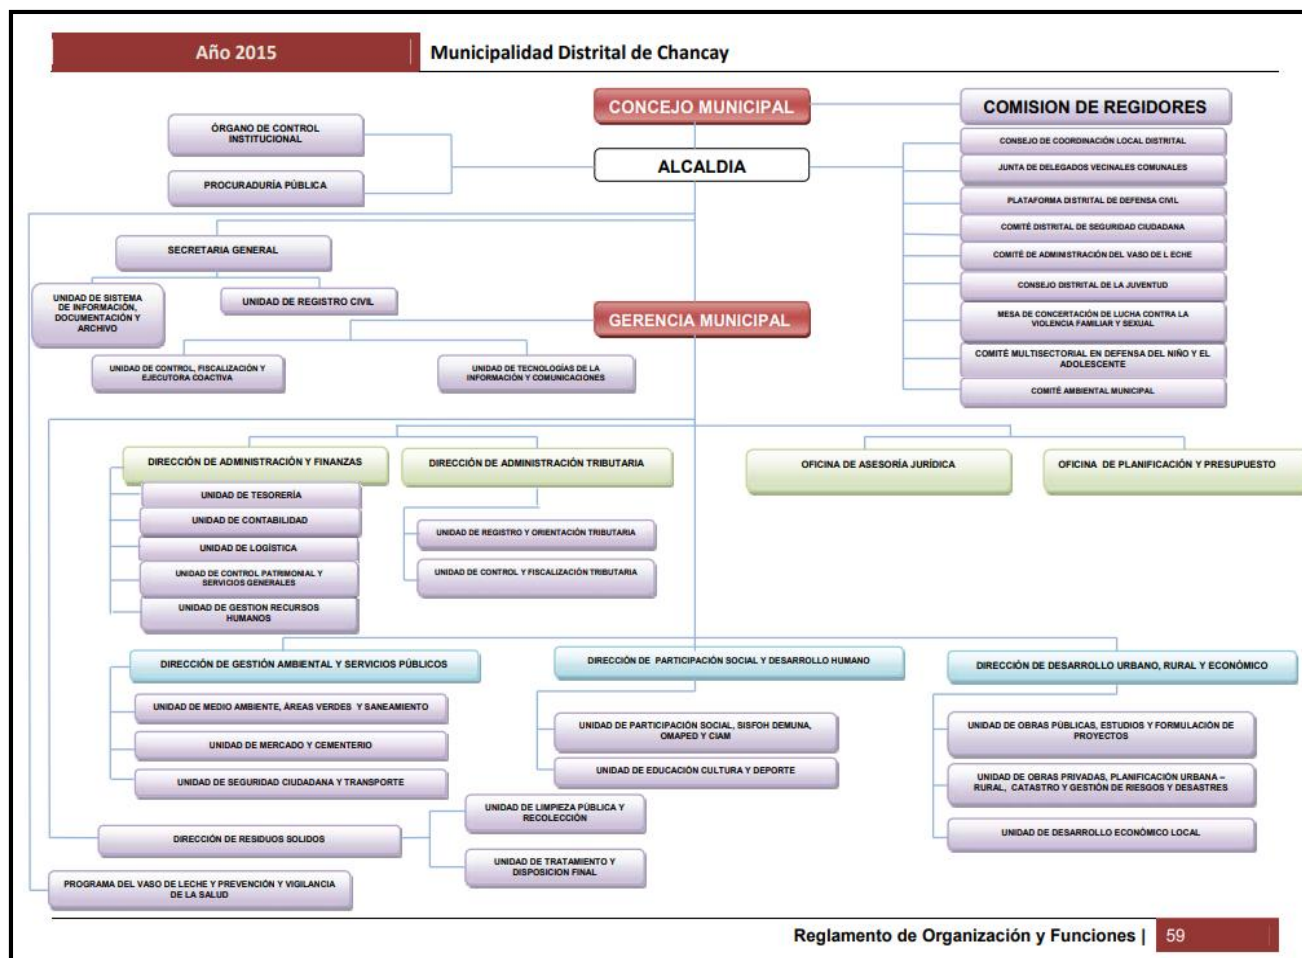 Año 2015
Municipalidad Distrital de Chancay
CONCEJO MUNICIPAL
COMISION DE REGIDORES
ÓRGANO DE CONTROL
INSTITUCIONAL
PROCURADURÍA PÚBLICA
ALCALDIA
CONSEJO DE COORDINACIÓN LOCAL DISTRITAL
JUNTA DE DELEGADOS VECINALES COMUNALES
PLATAFORMA DISTRITAL DE DEFENSA CIVIL
COMITÉ DISTRITAL DE SEGURIDAD CIUDADANA
COMITÉ DE ADMINISTRACIÓN DEL VASO DE L ECHE
CONSEJO DISTRITAL DE LA JUVENTUD
MESA DE CONCERTACIÓN DE LUCHA CONTRA LA
VIOLENCIA FAMILIAR Y SEXUAL
COMITÉ MULTISECTORIAL EN DEFENSA DEL NIÑO Y EL
ADOLESCENTE
COMITÉ AMBIENTAL MUNICIPAL
SECRETARIA GENERAL
UNIDAD DE SISTEMA
DE INFORMACIÓN,
DOCUMENTACIÓN Y
ARCHIVO
UNIDAD DE REGISTRO CIVIL
GERENCIA MUNICIPAL
UNIDAD DE CONTROL, FISCALIZACIÓN Y
EJECUTORA COACTIVA
UNIDAD DE TECNOLOGÍAS DE LA
INFORMACIÓN Y COMUNICACIONES
DIRECCIÓN DE ADMINISTRACIÓN Y FINANZAS
UNIDAD DE TESORERÍA
UNIDAD DE CONTABILIDAD
UNIDAD DE LOGÍSTICA
UNIDAD DE CONTROL PATRIMONIAL Y
SERVICIOS GENERALES
UNIDAD DE GESTION RECURSOS
HUMANOS
DIRECCIÓN DE ADMINISTRACIÓN TRIBUTARIA
UNIDAD DE REGISTRO Y ORIENTACIÓN TRIBUTARIA
UNIDAD DE CONTROL Y FISCALIZACIÓN TRIBUTARIA
OFICINA DE ASESORÍA JURÍDICA
OFICINA DE PLANIFICACIÓN Y PRESUPUESTO
DIRECCIÓN DE GESTIÓN AMBIENTAL Y SERVICIOS PÚBLICOS
UNIDAD DE MEDIO AMBIENTE, ÁREAS VERDES Y SANEAMIENTO
UNIDAD DE MERCADO Y CEMENTERIO
UNIDAD DE SEGURIDAD CIUDADANA Y TRANSPORTE
DIRECCIÓN DE PARTICIPACIÓN SOCIAL Y DESARROLLO HUMANO
UNIDAD DE PARTICIPACIÓN SOCIAL, SISFOH DEMUNA,
OMAPED Y CIAM
UNIDAD DE EDUCACIÓN CULTURA Y DEPORTE
DIRECCIÓN DE DESARROLLO URBANO, RURAL Y ECONÓMICO
UNIDAD DE OBRAS PÚBLICAS, ESTUDIOS Y FORMULACIÓN DE
PROYECTOS
UNIDAD DE OBRAS PRIVADAS, PLANIFICACIÓN URBANA –
RURAL, CATASTRO Y GESTIÓN DE RIESGOS Y DESASTRES
UNIDAD DE DESARROLLO ECONÓMICO LOCAL
DIRECCIÓN DE RESIDUOS SOLIDOS
UNIDAD DE LIMPIEZA PÚBLICA Y
RECOLECCIÓN
UNIDAD DE TRATAMIENTO Y
DISPOSICION FINAL
PROGRAMA DEL VASO DE LECHE Y PREVENCIÓN Y VIGILANCIA
DE LA SALUD
Reglamento de Organización y Funciones | 59